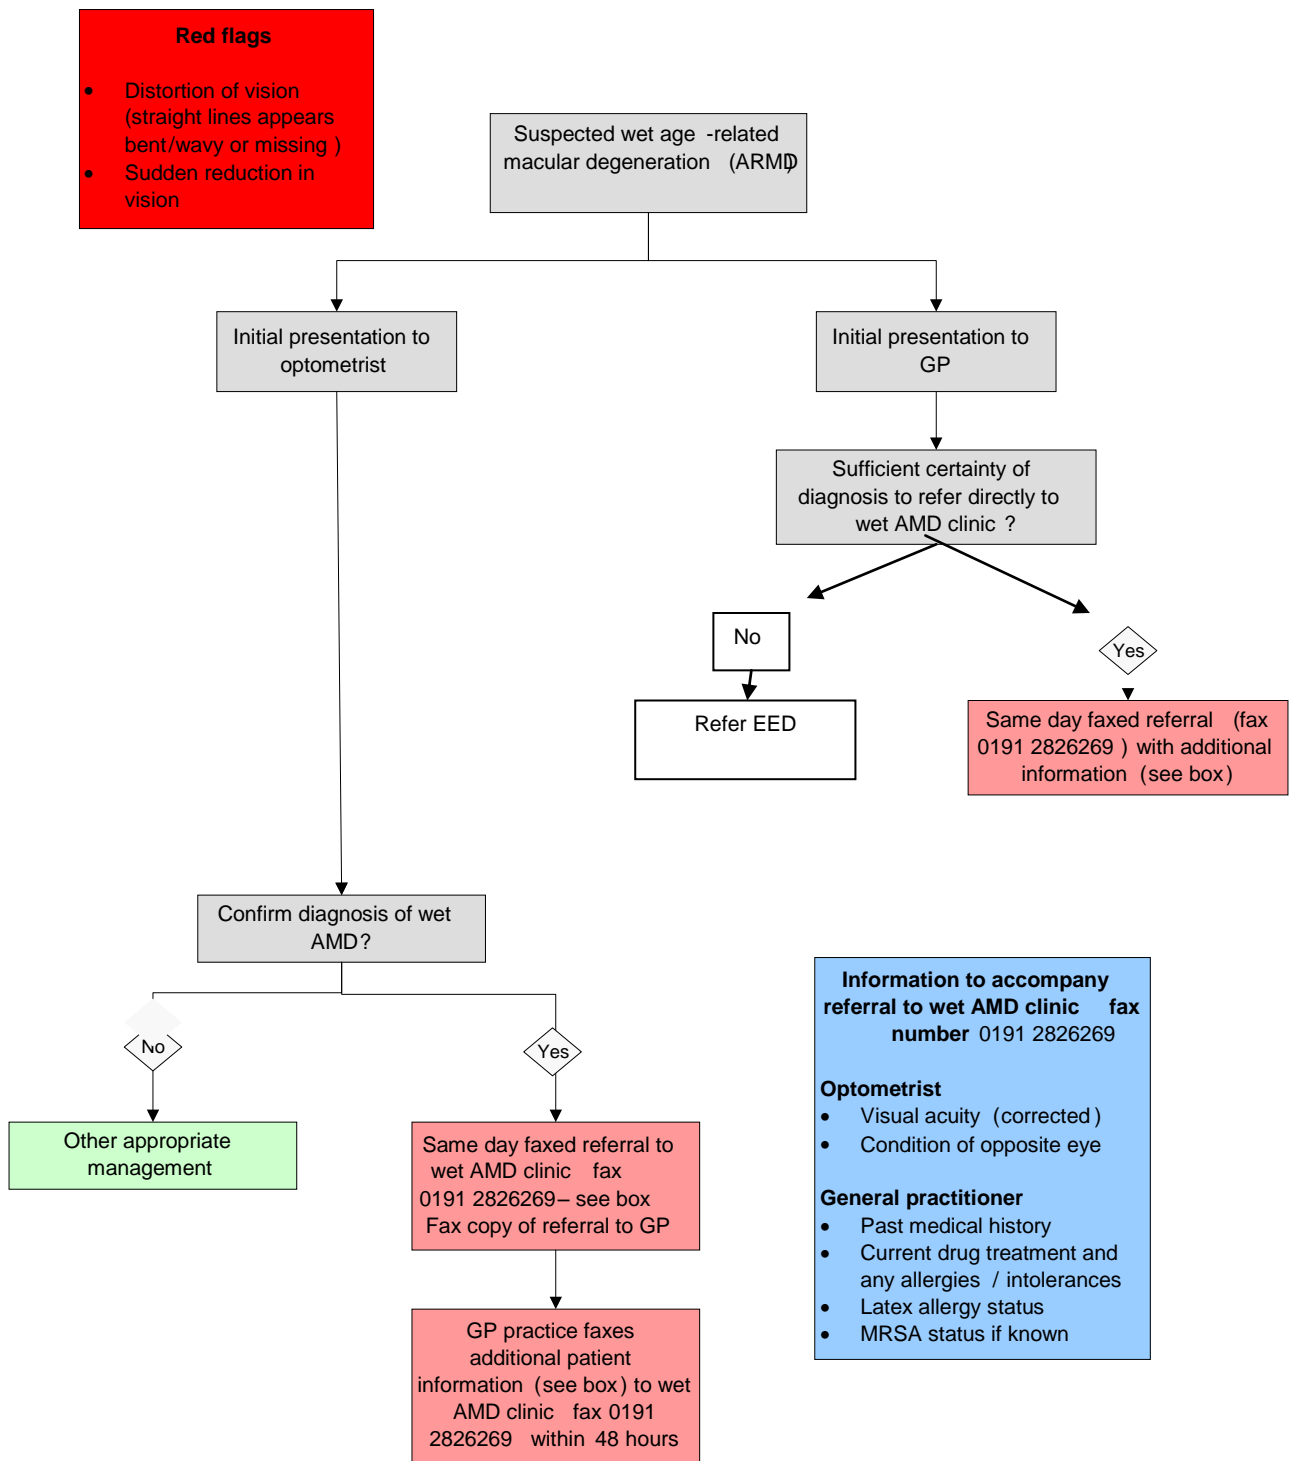 Red flags
• Distortion of vision
(straight lines appears
bent/wavy or missing )
• Sudden reduction in
vision
Suspected wet age -related
macular degeneration (ARMD)
Initial presentation to
optometrist
Initial presentation to
GP
Sufficient certainty of
diagnosis to refer directly to
wet AMD clinic ?
No
Yes
Refer EED
Same day faxed referral (fax
0191 2826269 ) with additional
information (see box)
Confirm diagnosis of wet
AMD?
No
Yes
Other appropriate
management
Same day faxed referral to
wet AMD clinic fax
0191 2826269– see box
Fax copy of referral to GP
GP practice faxes
additional patient
information (see box) to wet
AMD clinic fax 0191
2826269 within 48 hours
Information to accompany
referral to wet AMD clinic fax
number 0191 2826269
Optometrist
• Visual acuity (corrected )
• Condition of opposite eye
General practitioner
• Past medical history
• Current drug treatment and
any allergies / intolerances
• Latex allergy status
• MRSA status if known